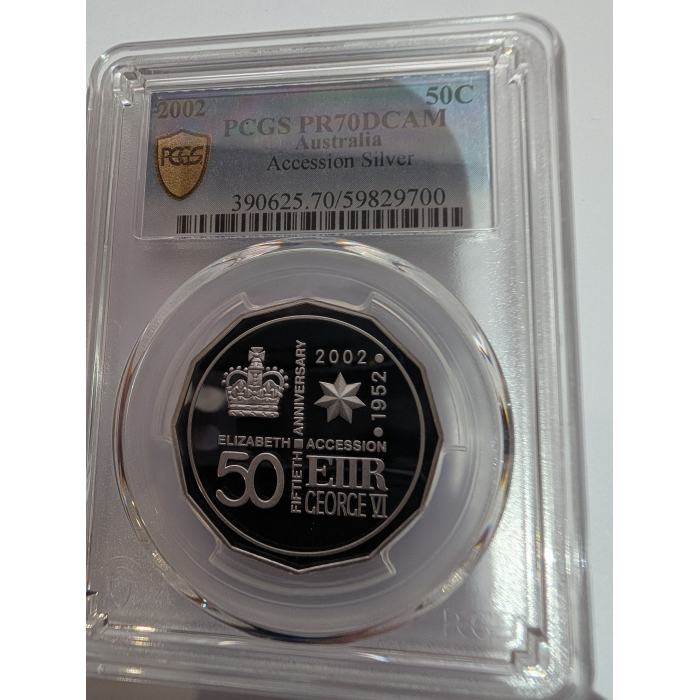 2002 50C
PCGS PR70DCAM
Australia
Accession Silver
PCGS
390625.70/59829700
2002
1952
FIFTIETH ANNIVERSARY
ELIZABETH ACCESSION
50 EIIR
GEORGE VI